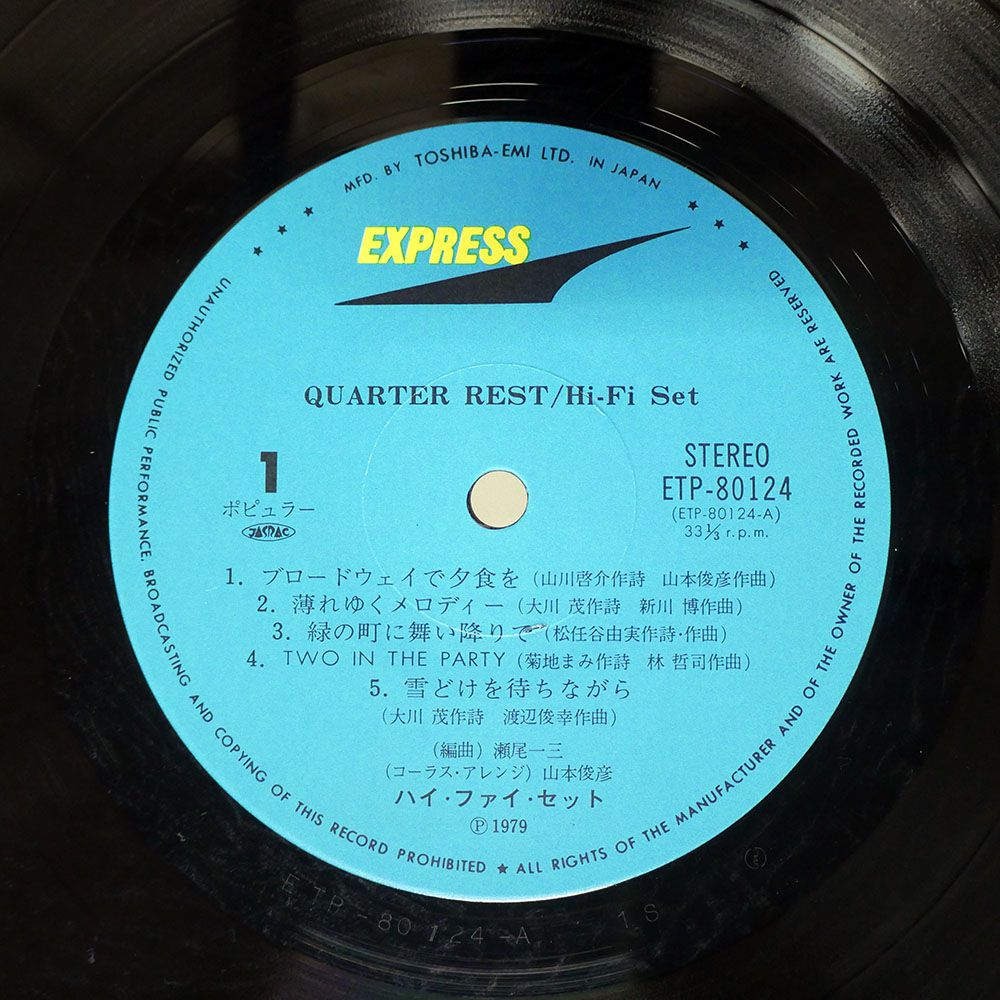 MFD. BY TOSHIBA-EMI LTD. IN JAPAN
EXPRESS
QUARTER REST/Hi-Fi Set
1
ポピュラー
JASRAC
STEREO
ETP-80124
(ETP-80124-A)
33⅓ r.p.m.
1. ブロードウェイで夕食を (山川啓介作詩 山本俊彦作曲)
2. 薄れゆくメロディー (大川 茂作詩 新川 博作曲)
3. 緑の町に舞い降りて (松任谷由実作詩・作曲)
4. TWO IN THE PARTY (菊地まみ作詩 林 哲司作曲)
5. 雪どけを待ちながら
(大川 茂作詩 渡辺俊幸作曲)
(編曲) 瀬尾一三
(コーラス・アレンジ) 山本俊彦
ハイ・ファイ・セット
Ⓟ 1979
UNAUTHORIZED PUBLIC PERFORMANCE, BROADCASTING AND COPYING OF THIS RECORD PROHIBITED ★ ALL RIGHTS OF THE MANUFACTURER AND OF THE OWNER OF THE RECORDED WORK ARE RESERVED
ETP-80124-A 1S